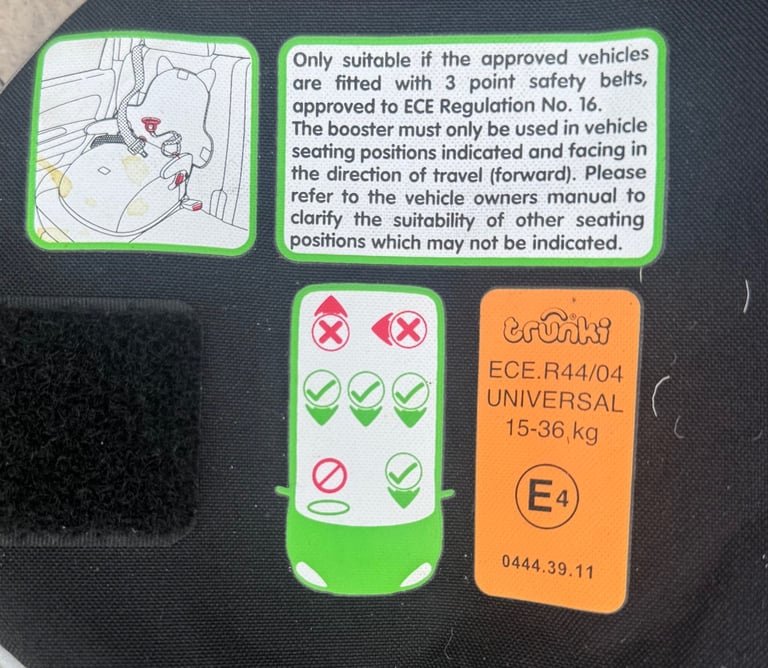 Only suitable if the approved vehicles
are fitted with 3 point safety belts,
approved to ECE Regulation No. 16.
The booster must only be used in vehicle
seating positions indicated and facing in
the direction of travel (forward). Please
refer to the vehicle owners manual to
clarify the suitability of other seating
positions which may not be indicated.
trunki®
ECE.R44/04
UNIVERSAL
15-36 kg
E4
0444.39.11